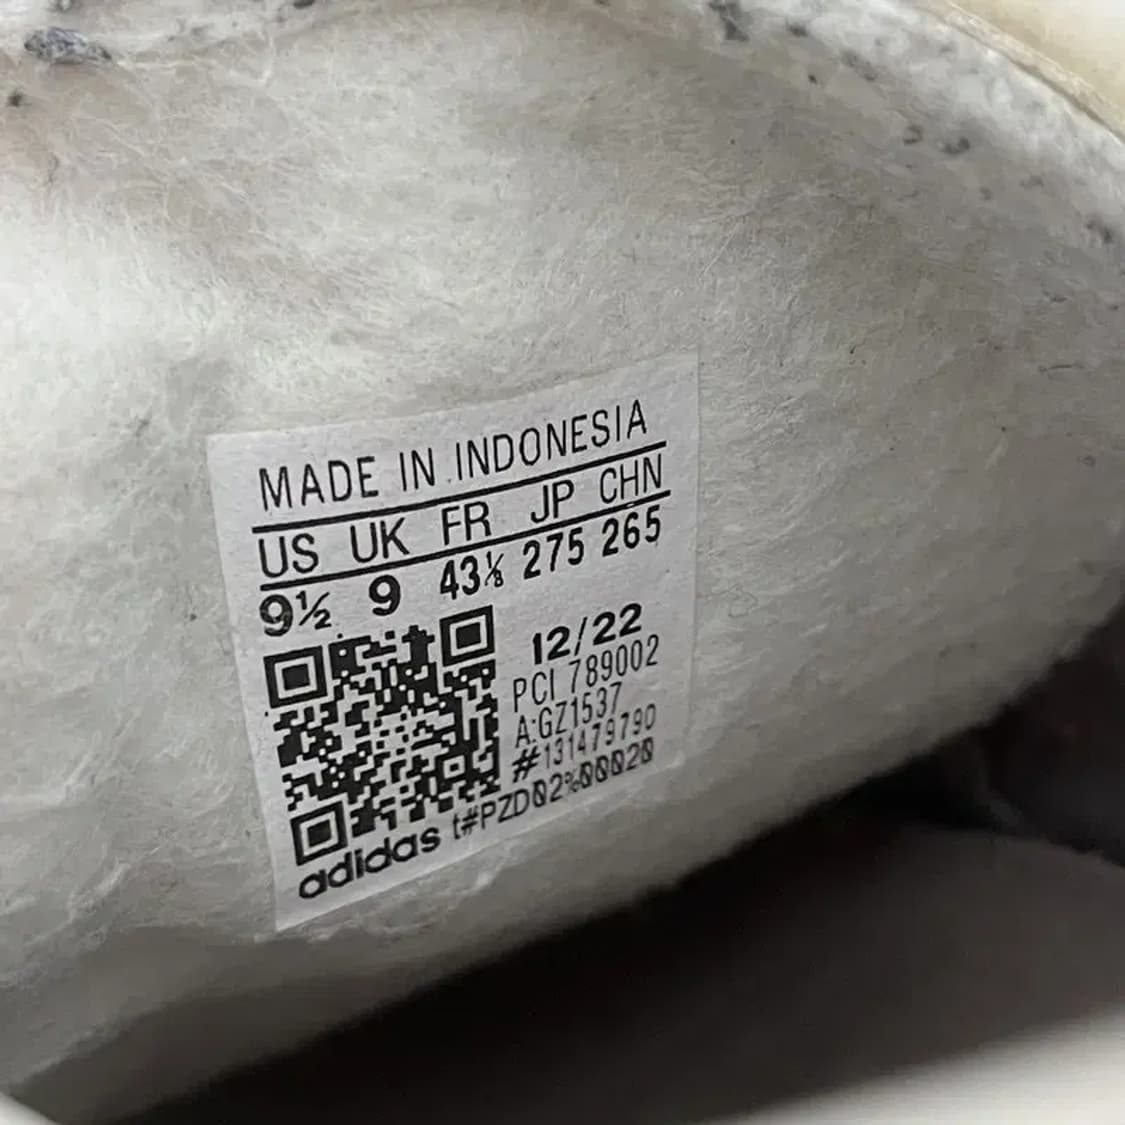 MADE IN INDONESIA
US UK FR JP CHN
9½ 9 43⅓ 275 265
12/22
PCI 789002
A:GZ1537
#131479790
adidas t#PZD02%00020